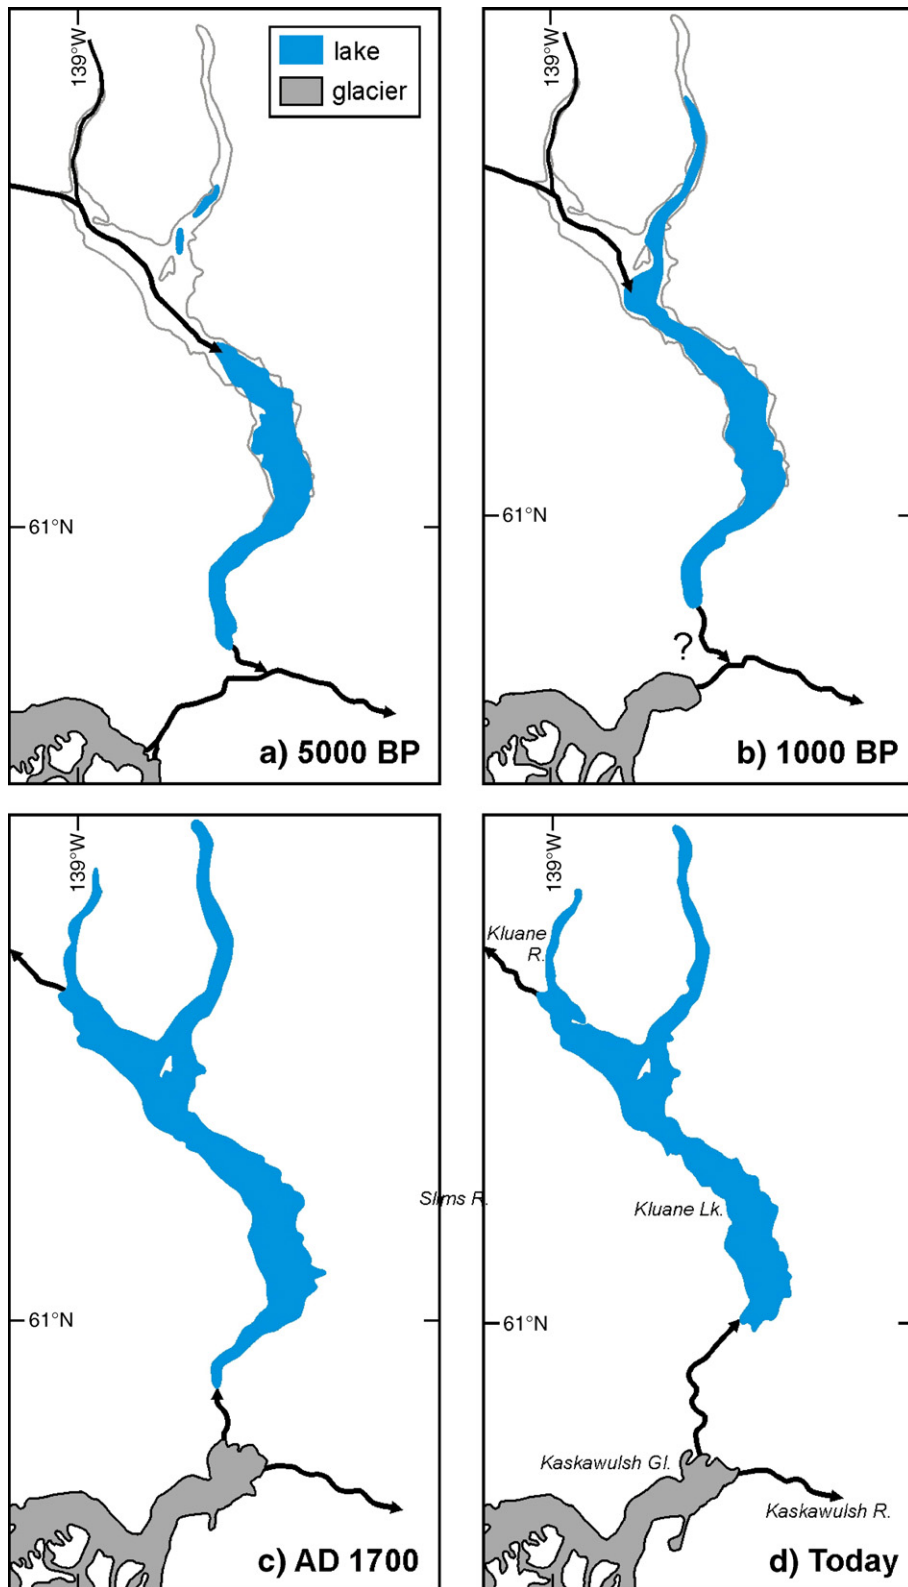 139°W
lake
glacier
61°N
a) 5000 BP
139°W
61°N
?
b) 1000 BP
139°W
61°N
c) AD 1700
139°W
Kluane
R.
Slims R.
Kluane Lk.
61°N
Kaskawulsh Gl.
Kaskawulsh R.
d) Today